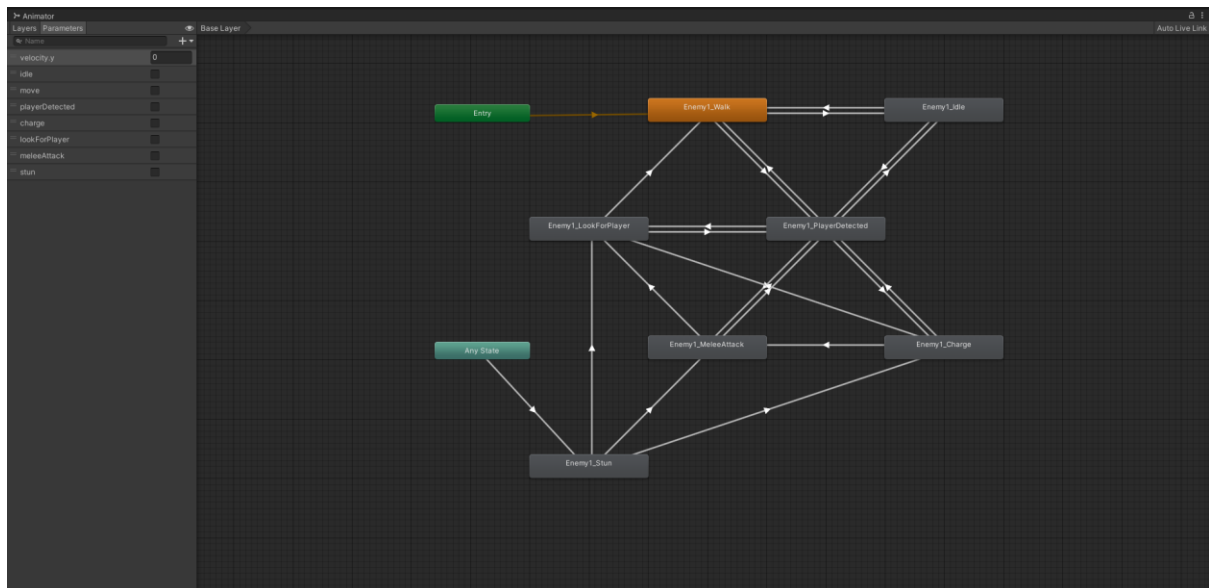 Animator
Layers Parameters
Base Layer
Auto Live Link
Name
velocity.y 0
idle
move
playerDetected
charge
lookForPlayer
meleeAttack
stun
Entry
Enemy1_Walk
Enemy1_Idle
Enemy1_LookForPlayer
Enemy1_PlayerDetected
Any State
Enemy1_MeleeAttack
Enemy1_Charge
Enemy1_Stun